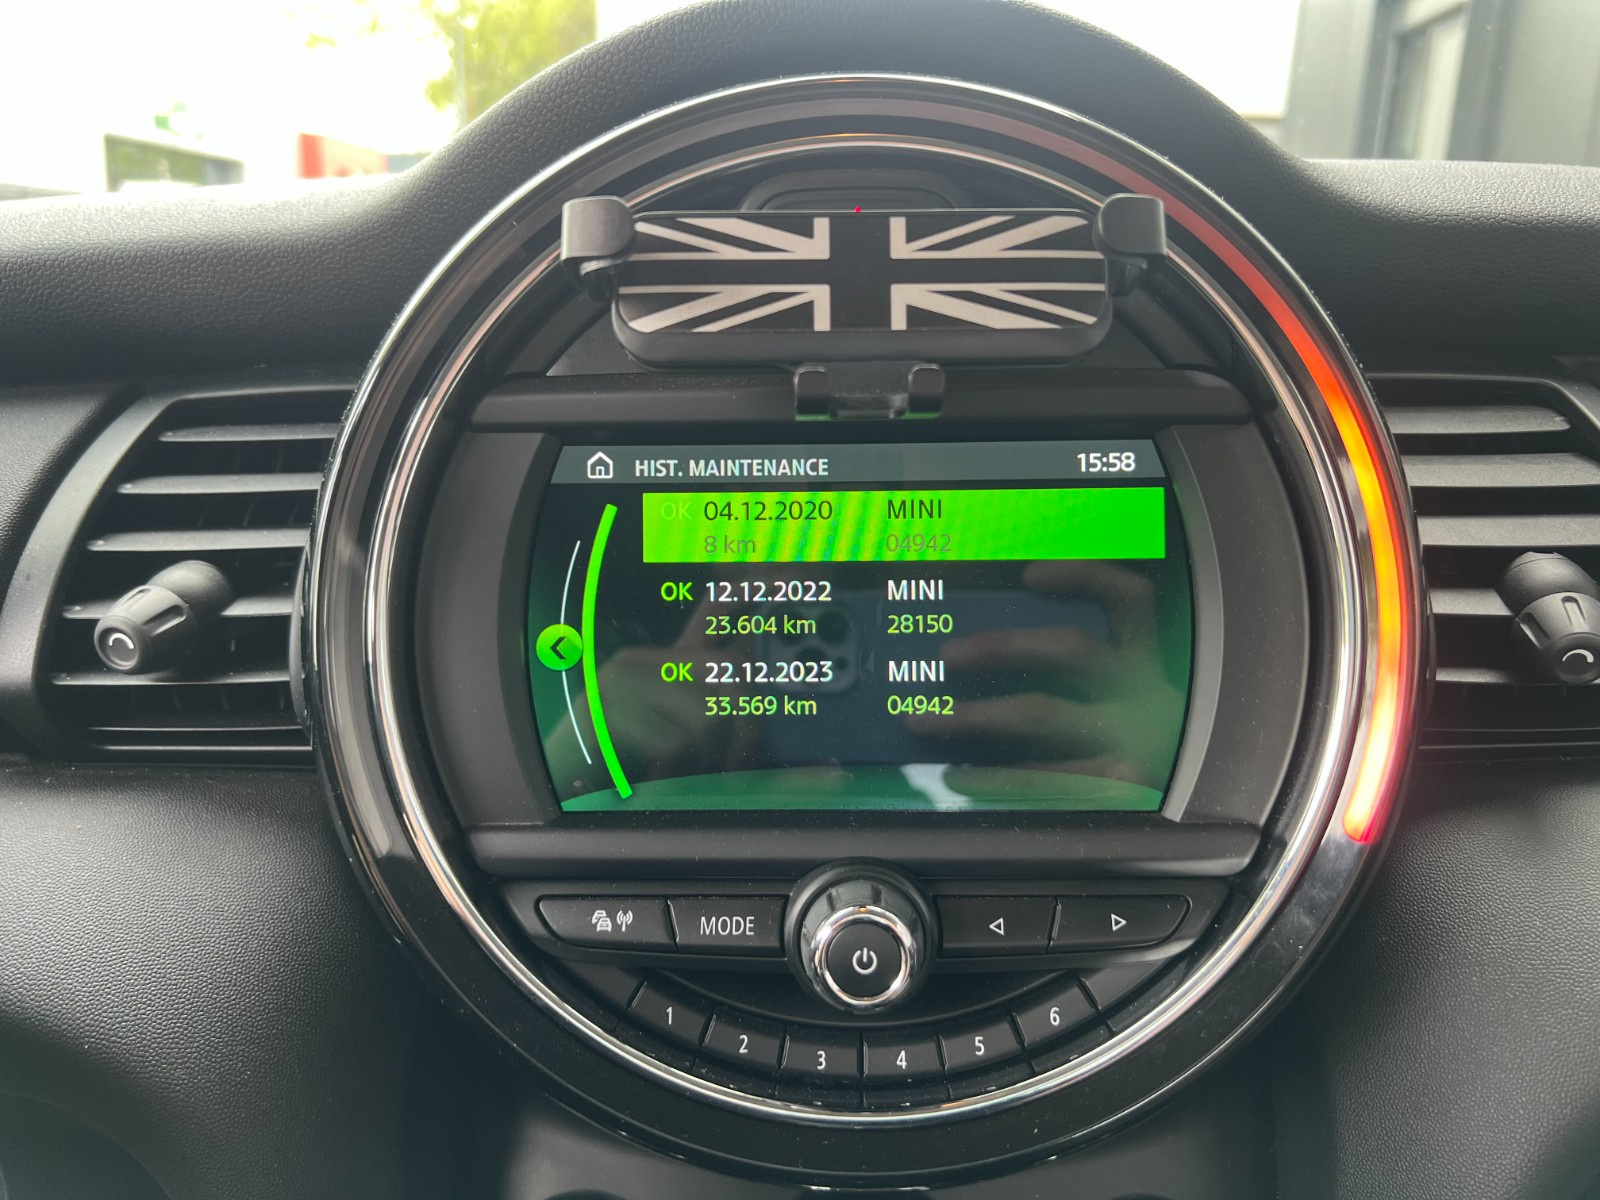 HIST. MAINTENANCE 15:58
OK 04.12.2020 MINI
8 km 04942
OK 12.12.2022 MINI
23.604 km 28150
OK 22.12.2023 MINI
33.569 km 04942
MODE
1 2 3 4 5 6